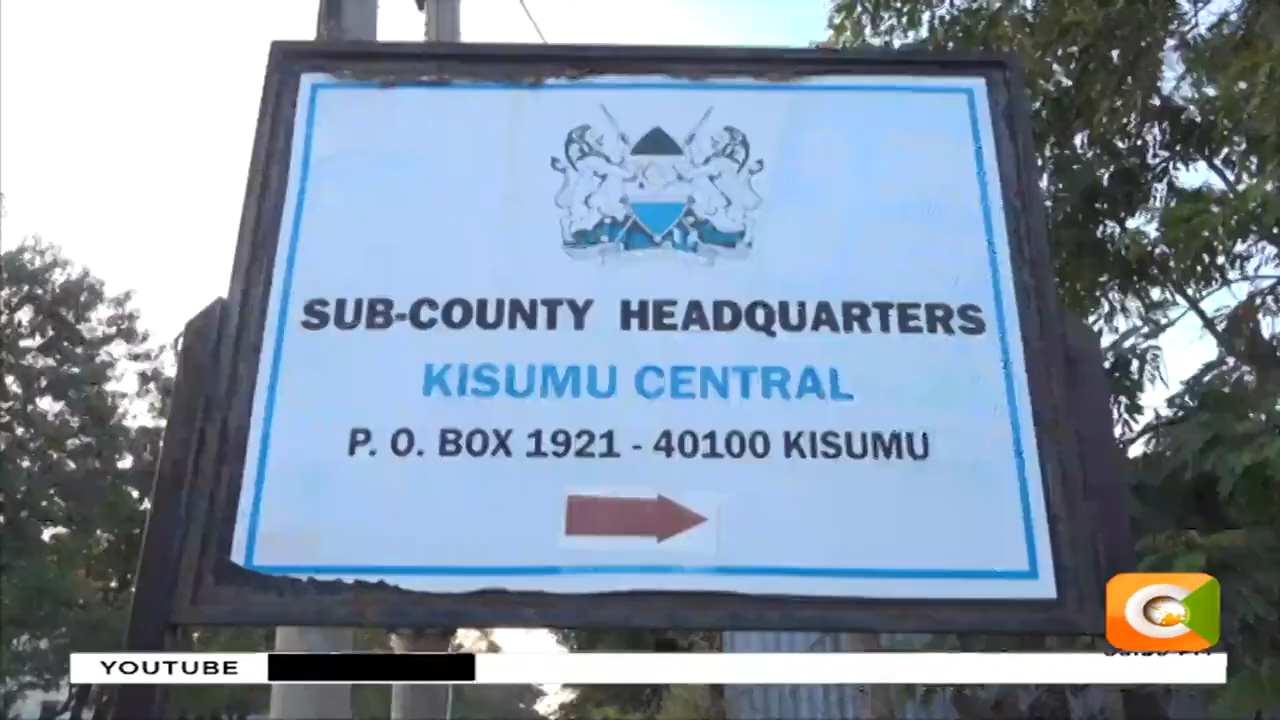 SUB-COUNTY HEADQUARTERS
KISUMU CENTRAL
P. O. BOX 1921 - 40100 KISUMU
YOUTUBE